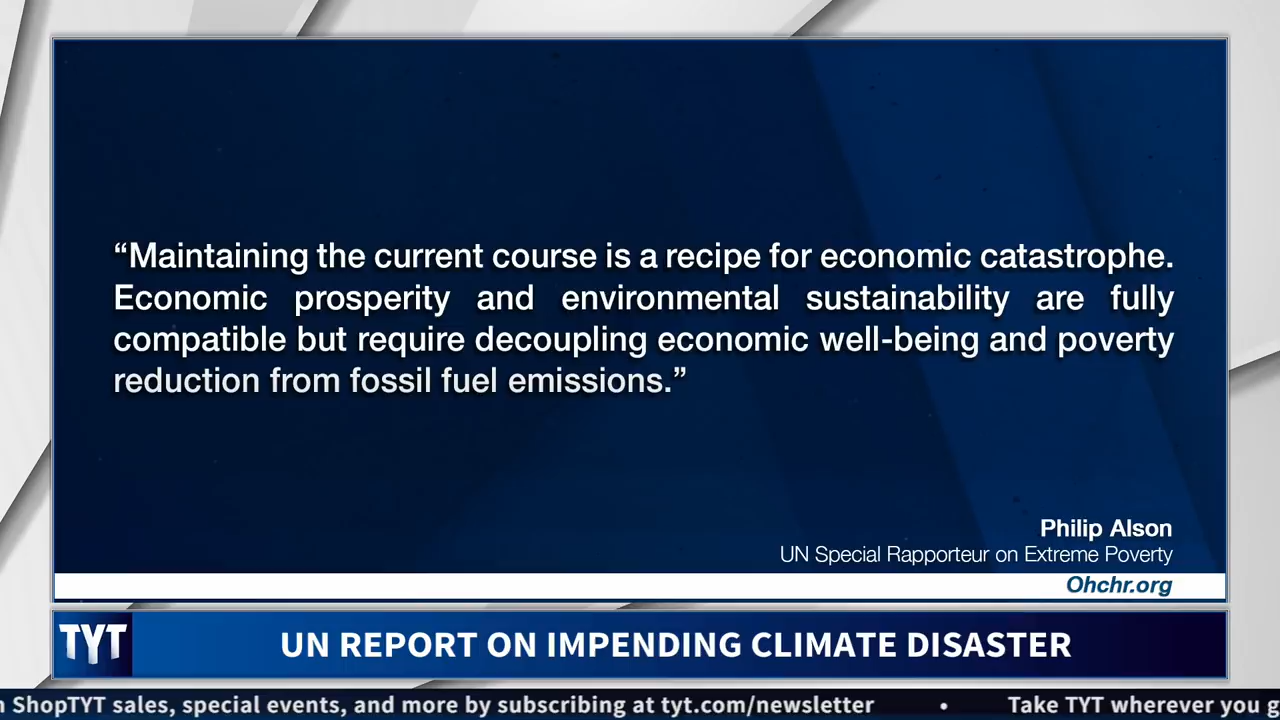 “Maintaining the current course is a recipe for economic catastrophe.
Economic prosperity and environmental sustainability are fully
compatible but require decoupling economic well-being and poverty
reduction from fossil fuel emissions.”
Philip Alson
UN Special Rapporteur on Extreme Poverty
Ohchr.org
TYT
UN REPORT ON IMPENDING CLIMATE DISASTER
ShopTYT sales, special events, and more by subscribing at tyt.com/newsletter • Take TYT wherever you